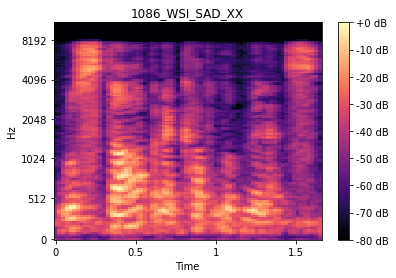 1086_WSI_SAD_XX
8192
4096
2048
1024
512
0
Hz
0
0.5
1
1.5
Time
+0 dB
-10 dB
-20 dB
-30 dB
-40 dB
-50 dB
-60 dB
-70 dB
-80 dB